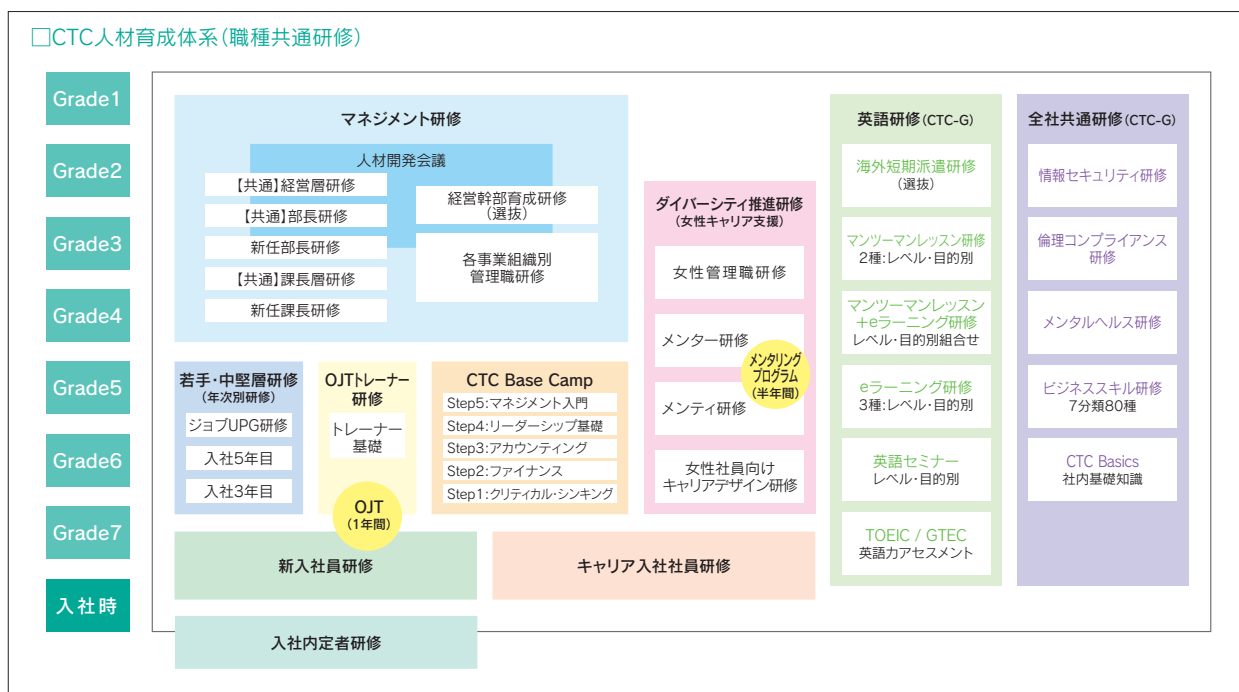 □CTC人材育成体系(職種共通研修)
Grade1
Grade2
Grade3
Grade4
Grade5
Grade6
Grade7
入社時
マネジメント研修
人材開発会議
【共通】経営層研修
【共通】部長研修
新任部長研修
【共通】課長層研修
新任課長研修
経営幹部育成研修
(選抜)
各事業組織別
管理職研修
若手・中堅層研修
(年次別研修)
ジョブUPG研修
入社5年目
入社3年目
OJTトレーナー
研修
トレーナー
基礎
OJT
(1年間)
CTC Base Camp
Step5:マネジメント入門
Step4:リーダーシップ基礎
Step3:アカウンティング
Step2:ファイナンス
Step1:クリティカル・シンキング
ダイバーシティ推進研修
(女性キャリア支援)
女性管理職研修
メンター研修
メンタリング
プログラム
(半年間)
メンティ研修
女性社員向け
キャリアデザイン研修
新入社員研修
キャリア入社社員研修
入社内定者研修
英語研修(CTC-G)
海外短期派遣研修
(選抜)
マンツーマンレッスン研修
2種:レベル・目的別
マンツーマンレッスン
+eラーニング研修
レベル・目的別組合せ
eラーニング研修
3種:レベル・目的別
英語セミナー
レベル・目的別
TOEIC / GTEC
英語力アセスメント
全社共通研修(CTC-G)
情報セキュリティ研修
倫理コンプライアンス
研修
メンタルヘルス研修
ビジネススキル研修
7分類80種
CTC Basics
社内基礎知識